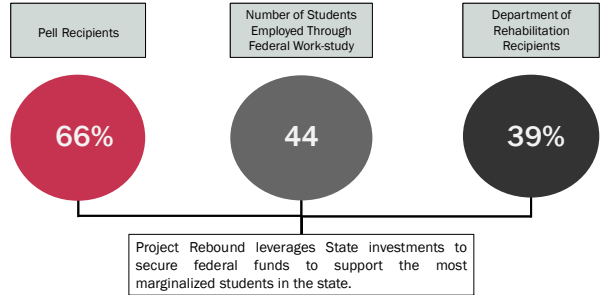 Pell Recipients
Number of Students
Employed Through
Federal Work-study
Department of
Rehabilitation
Recipients
66%
44
39%
Project Rebound leverages State investments to
secure federal funds to support the most
marginalized students in the state.